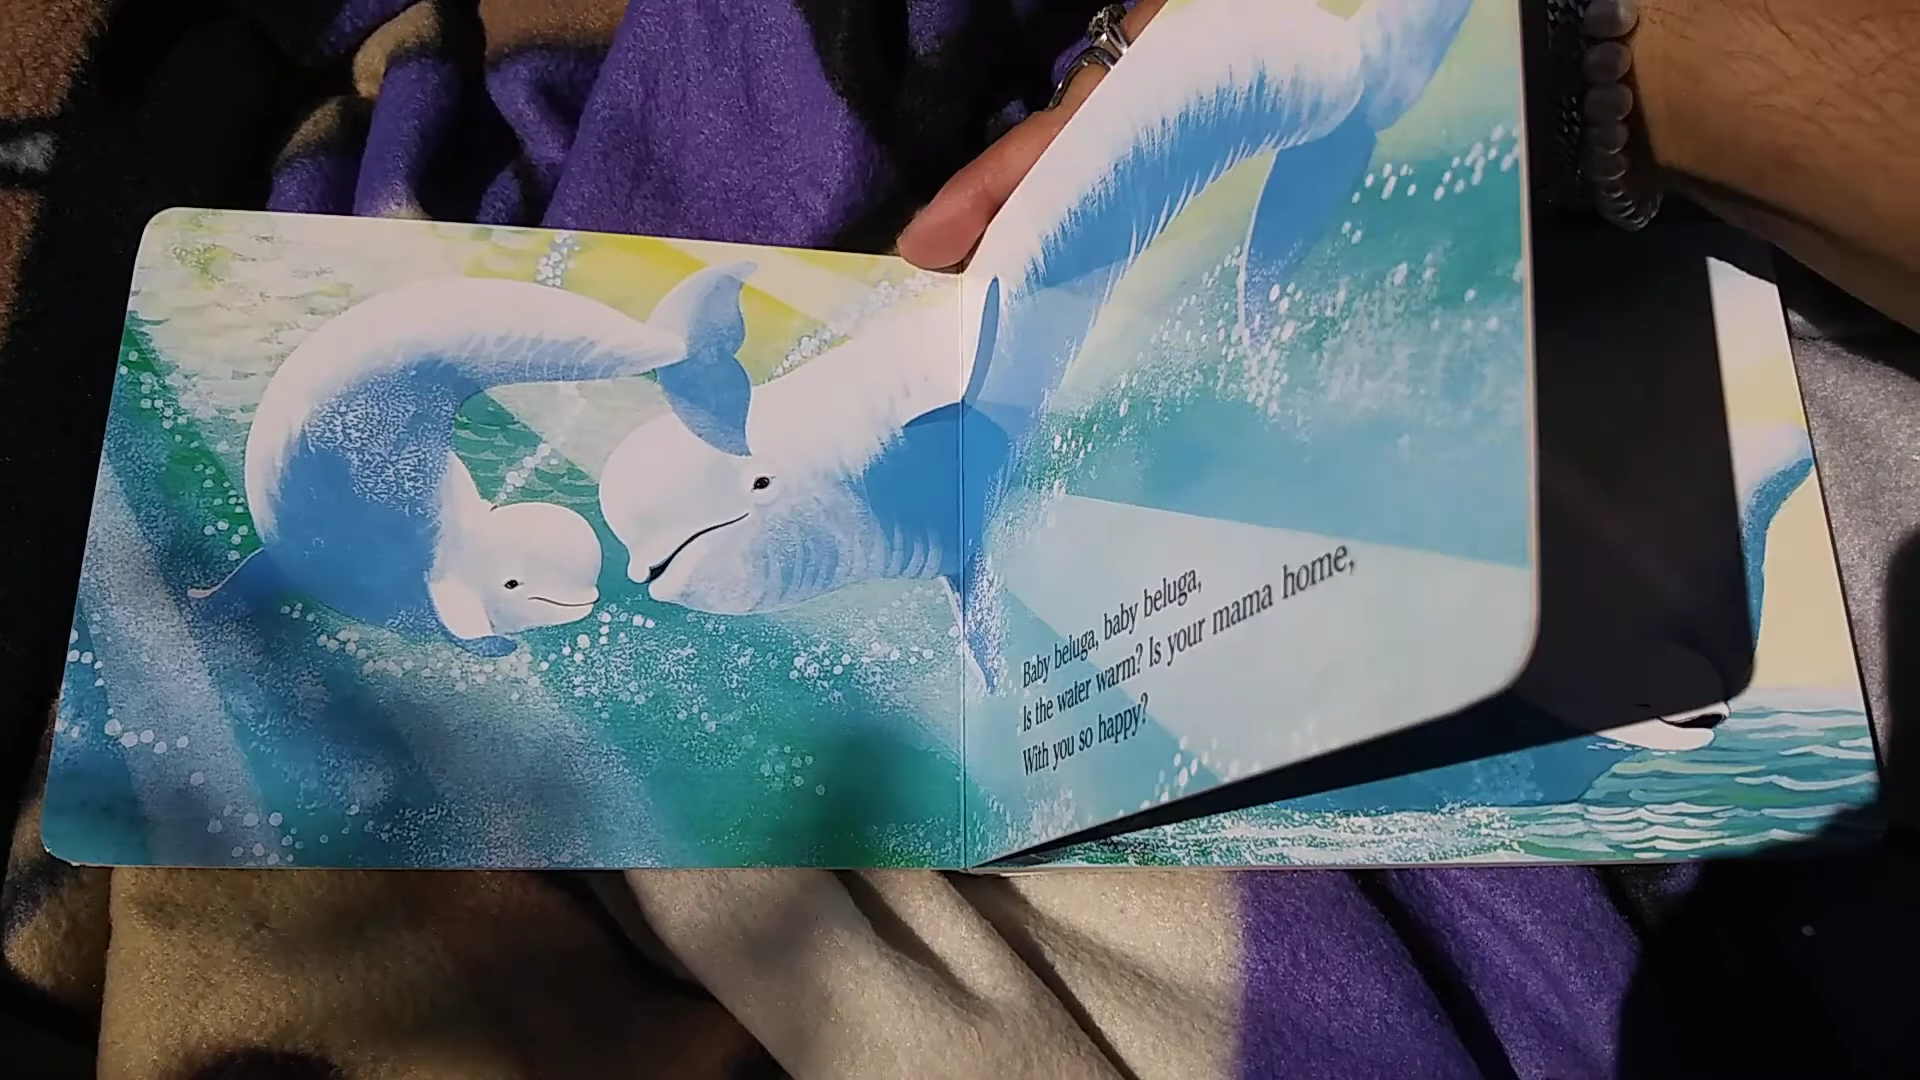 Baby beluga, baby beluga,
Is the water warm? Is your mama home,
With you so happy?